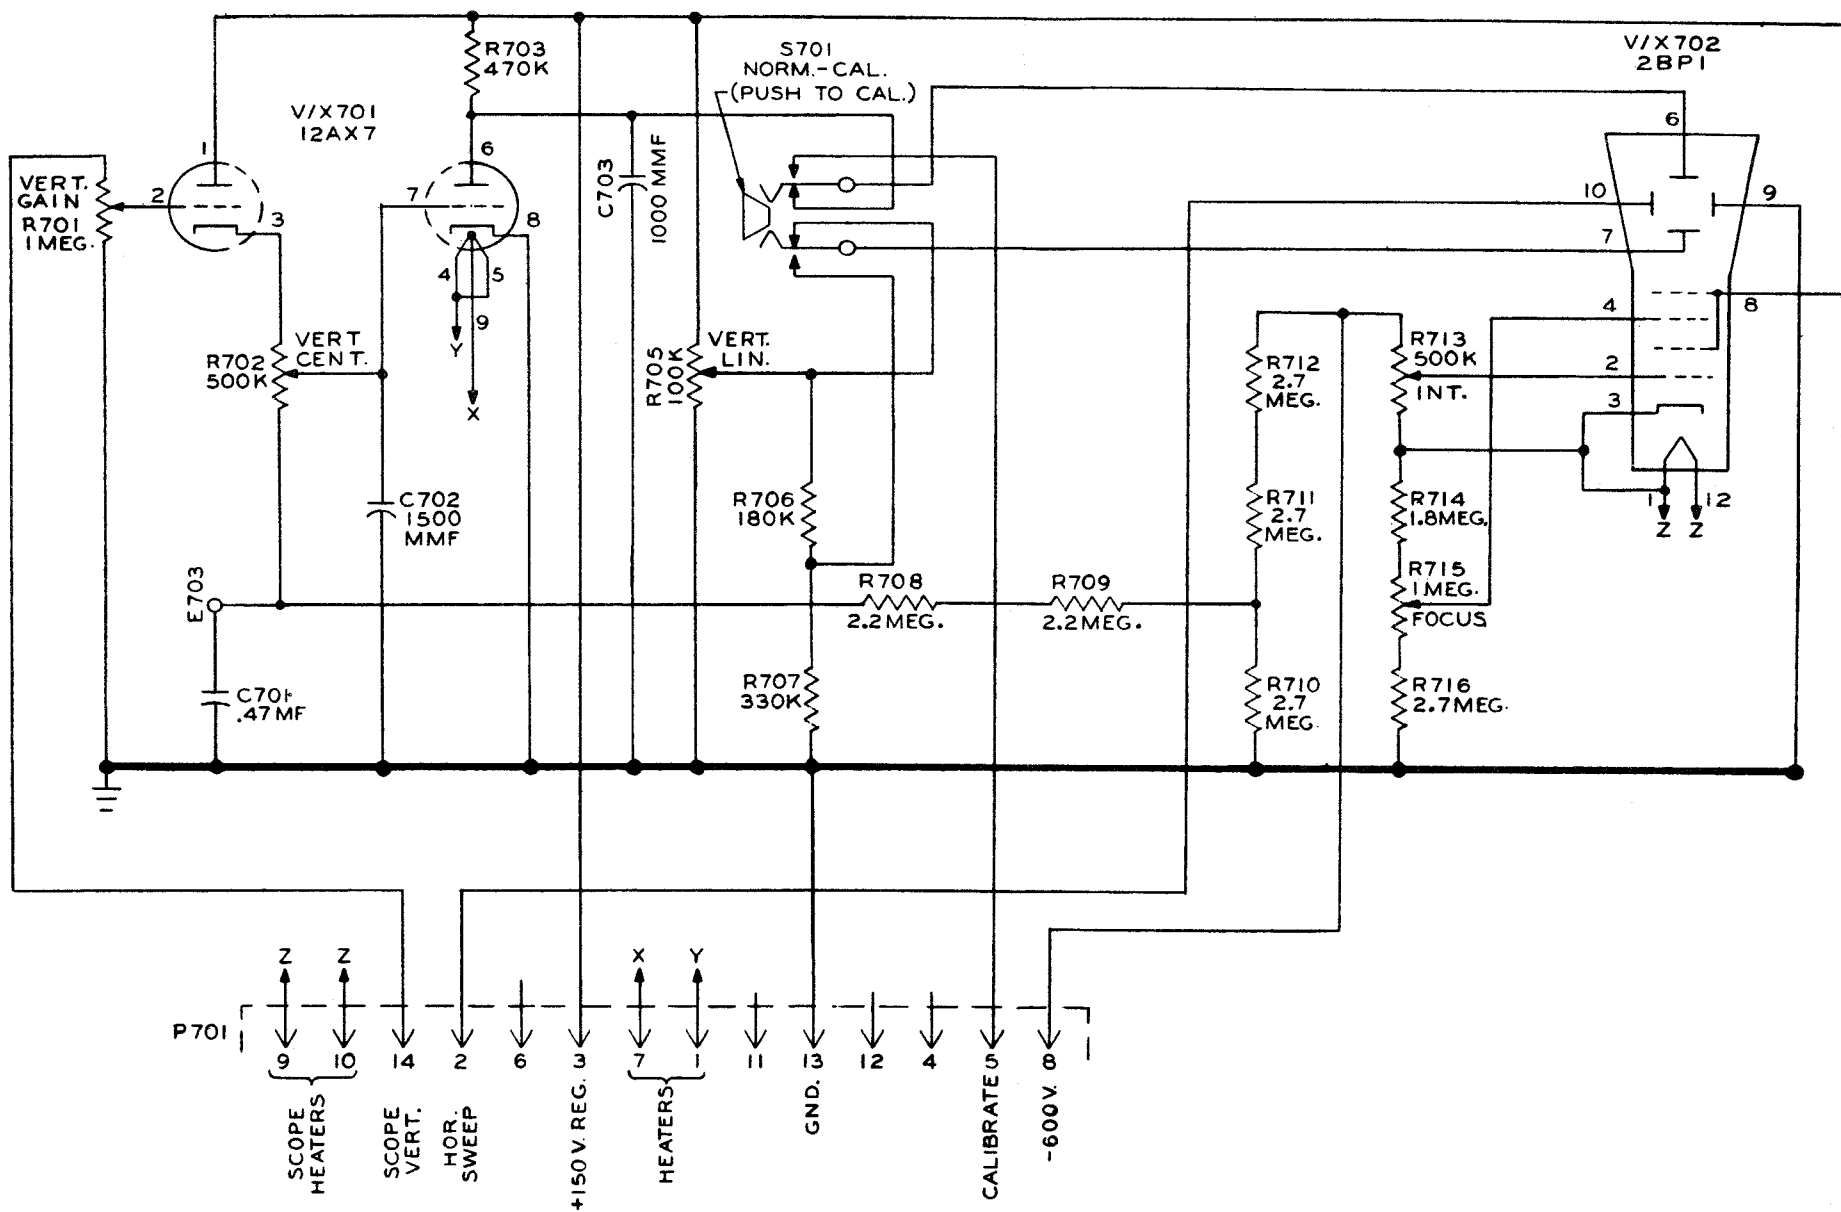 R703
470K
S701
NORM.-CAL.
(PUSH TO CAL.)
V/X702
2BP1
V/X701
12AX7
1
6
6
VERT.
GAIN
R701
1 MEG.
2
3
7
8
4
5
9
Y
X
C703
1000 MMF
10
9
7
4
8
2
3
1
12
Z
Z
R702
500K
VERT
CENT.
R705
100K
VERT.
LIN.
R712
2.7
MEG.
R713
500K
INT.
C702
1500
MMF
R706
180K
R711
2.7
MEG.
R714
1.8MEG.
E703
R708
2.2MEG.
R709
2.2MEG.
R715
1MEG.
FOCUS
C701
.47MF
R707
330K
R710
2.7
MEG.
R716
2.7MEG.
Z
Z
X
Y
P701
9
10
14
2
6
3
7
1
11
13
12
4
5
8
SCOPE
HEATERS
SCOPE
VERT.
HOR.
SWEEP
+150V. REG.
HEATERS
GND.
CALIBRATE
-600V.